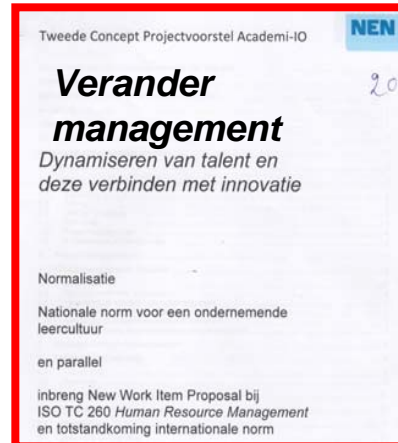 Tweede Concept Projectvoorstel Academi-IO
NEN
20
Verander
management
Dynamiseren van talent en
deze verbinden met innovatie
Normalisatie
Nationale norm voor een ondernemende
leercultuur
en parallel
inbreng New Work Item Proposal bij
ISO TC 260 Human Resource Management
en totstandkoming internationale norm